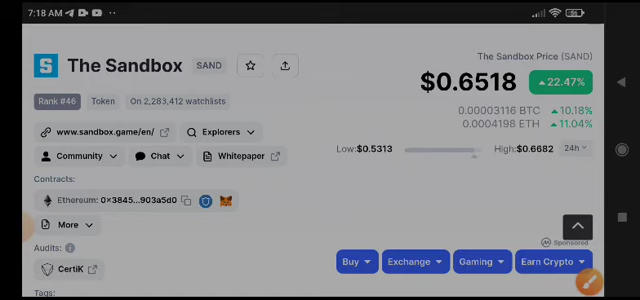 7:18 AM
The Sandbox SAND
The Sandbox Price (SAND)
$0.6518 22.47%
Rank #46 Token On 2,283,412 watchlists
0.00003116 BTC 10.18%
0.0004198 ETH 11.04%
www.sandbox.game/en/ Explorers
Community Chat Whitepaper
Low:$0.5313 High:$0.6682 24h
Contracts:
Ethereum: 0x3845...903a5d0
More
Sponsored
Audits:
CertiK
Buy Exchange Gaming Earn Crypto
Tags: